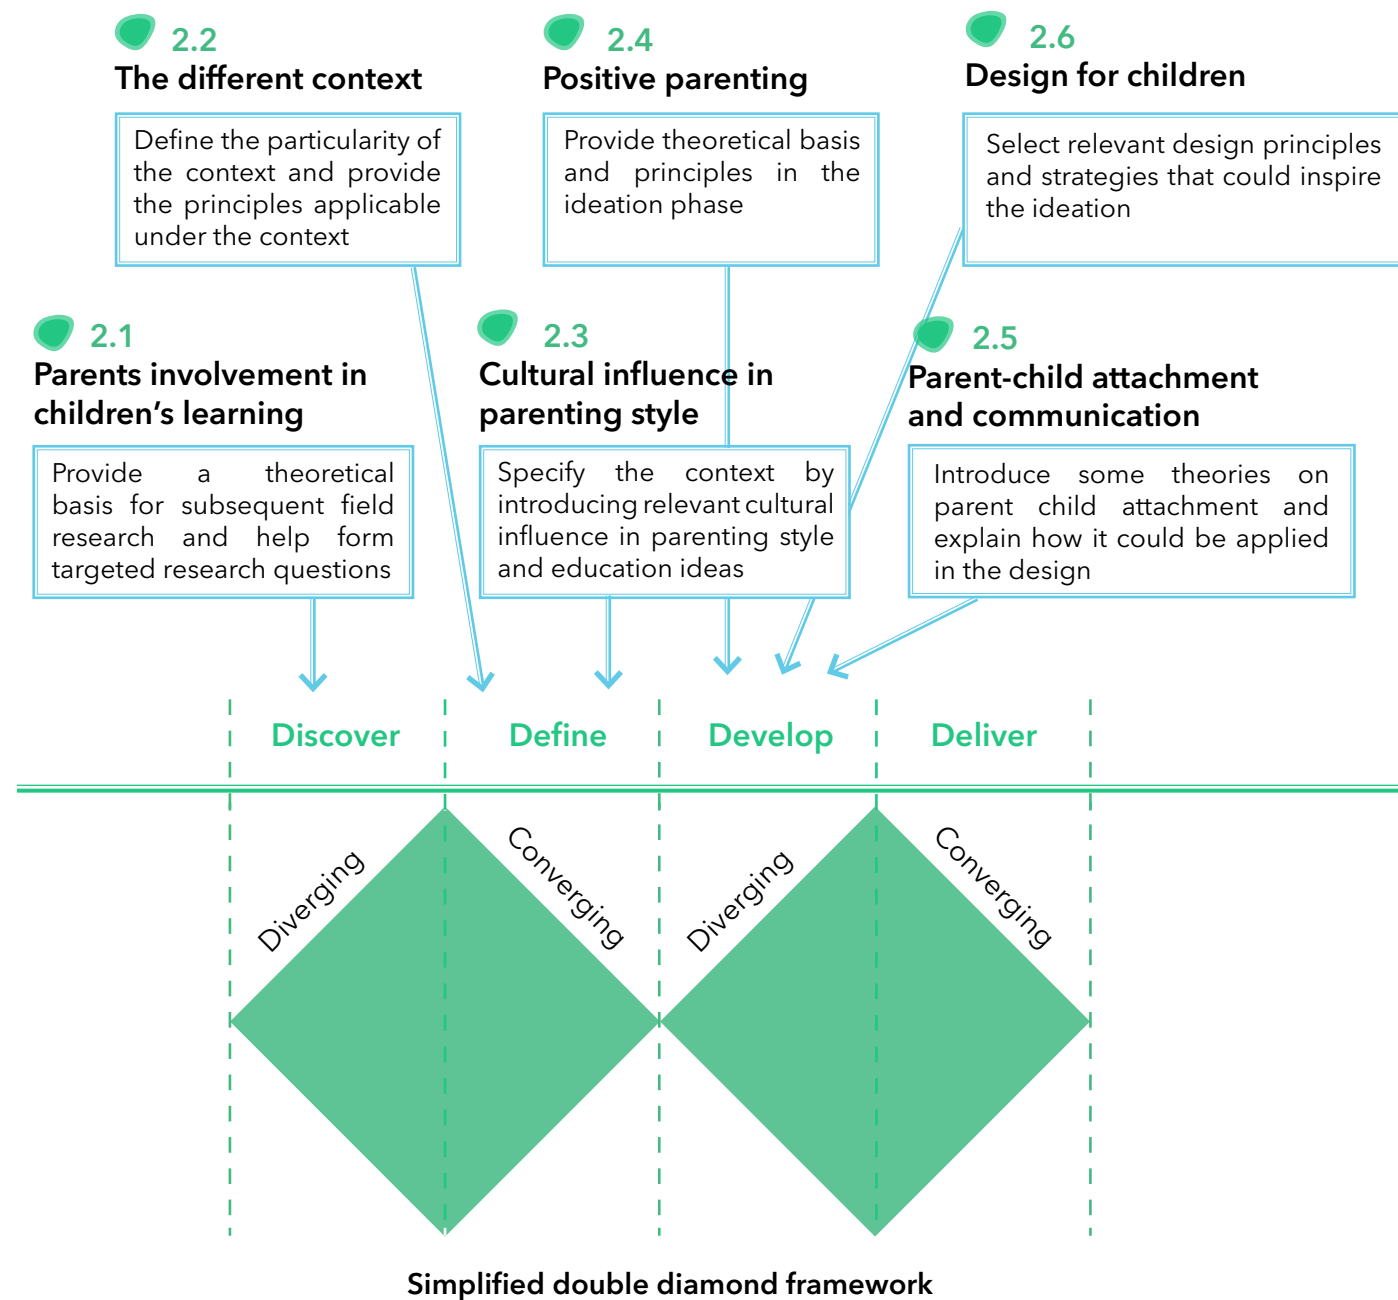 2.2
The different context
Define the particularity of
the context and provide
the principles applicable
under the context
2.4
Positive parenting
Provide theoretical basis
and principles in the
ideation phase
2.6
Design for children
Select relevant design principles
and strategies that could inspire
the ideation
2.1
Parents involvement in
children’s learning
Provide a theoretical
basis for subsequent field
research and help form
targeted research questions
2.3
Cultural influence in
parenting style
Specify the context by
introducing relevant cultural
influence in parenting style
and education ideas
2.5
Parent-child attachment
and communication
Introduce some theories on
parent child attachment and
explain how it could be applied
in the design
Discover
Define
Develop
Deliver
Diverging
Converging
Diverging
Converging
Simplified double diamond framework